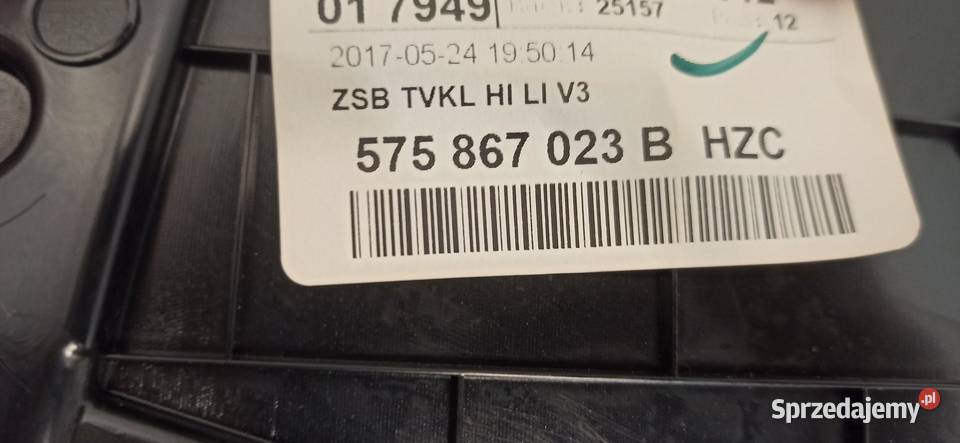 01 7949 25157
12
2017-05-24 19:50:14
ZSB TVKL HI LI V3
575 867 023 B HZC
Sprzedajemy.pl